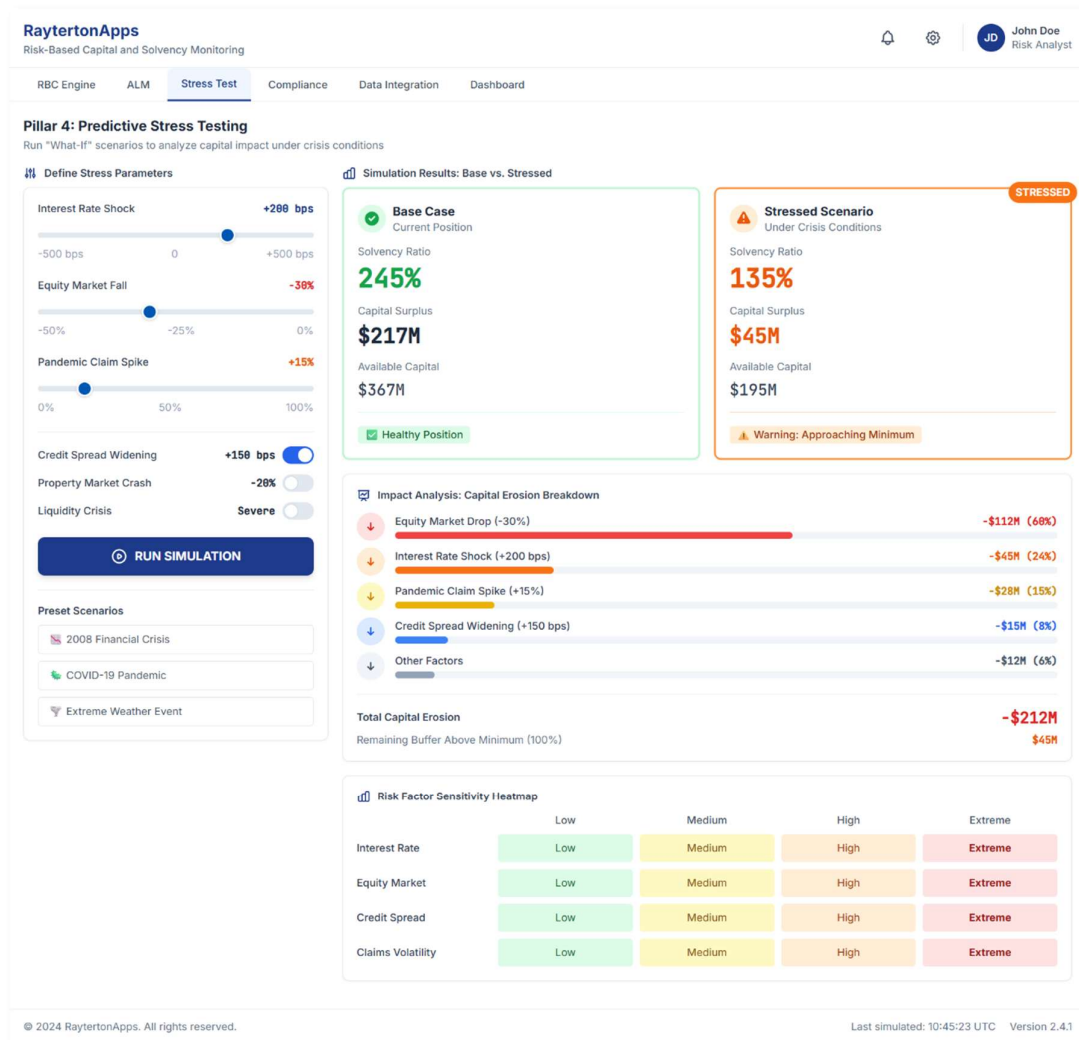 RaytertonApps
Risk-Based Capital and Solvency Monitoring
JD
John Doe
Risk Analyst
RBC Engine
ALM
Stress Test
Compliance
Data Integration
Dashboard
Pillar 4: Predictive Stress Testing
Run "What-If" scenarios to analyze capital impact under crisis conditions
Define Stress Parameters
Interest Rate Shock +200 bps
-500 bps 0 +500 bps
Equity Market Fall -30%
-50% -25% 0%
Pandemic Claim Spike +15%
0% 50% 100%
Credit Spread Widening +150 bps
Property Market Crash -20%
Liquidity Crisis Severe
RUN SIMULATION
Preset Scenarios
2008 Financial Crisis
COVID-19 Pandemic
Extreme Weather Event
Simulation Results: Base vs. Stressed
Base Case
Current Position
Solvency Ratio
245%
Capital Surplus
$217M
Available Capital
$367M
Healthy Position
STRESSED
Stressed Scenario
Under Crisis Conditions
Solvency Ratio
135%
Capital Surplus
$45M
Available Capital
$195M
Warning: Approaching Minimum
Impact Analysis: Capital Erosion Breakdown
Equity Market Drop (-30%) -$112M (60%)
Interest Rate Shock (+200 bps) -$45M (24%)
Pandemic Claim Spike (+15%) -$28M (15%)
Credit Spread Widening (+150 bps) -$15M (8%)
Other Factors -$12M (6%)
Total Capital Erosion -$212M
Remaining Buffer Above Minimum (100%) $45M
Risk Factor Sensitivity Heatmap
Low Medium High Extreme
Interest Rate Low Medium High Extreme
Equity Market Low Medium High Extreme
Credit Spread Low Medium High Extreme
Claims Volatility Low Medium High Extreme
© 2024 RaytertonApps. All rights reserved.
Last simulated: 10:45:23 UTC Version 2.4.1